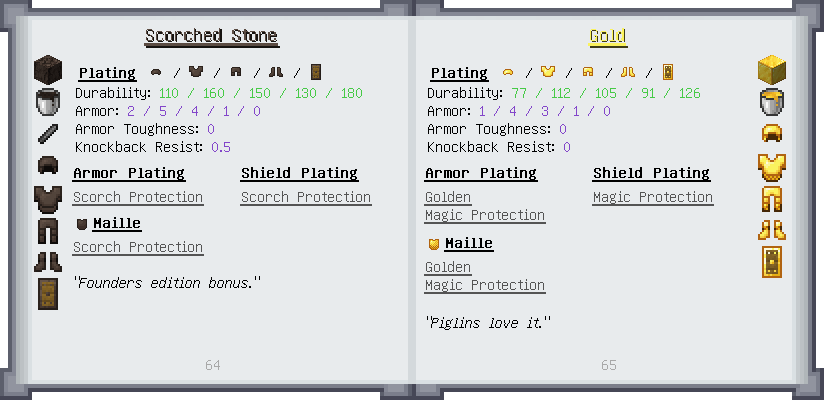 Scorched Stone
Plating / / / /
Durability: 110 / 160 / 150 / 130 / 180
Armor: 2 / 5 / 4 / 1 / 0
Armor Toughness: 0
Knockback Resist: 0.5
Armor Plating
Scorch Protection
Shield Plating
Scorch Protection
Maille
Scorch Protection
"Founders edition bonus."
64
Gold
Plating / / / /
Durability: 77 / 112 / 105 / 91 / 126
Armor: 1 / 4 / 3 / 1 / 0
Armor Toughness: 0
Knockback Resist: 0
Armor Plating
Golden
Magic Protection
Shield Plating
Magic Protection
Maille
Golden
Magic Protection
"Piglins love it."
65